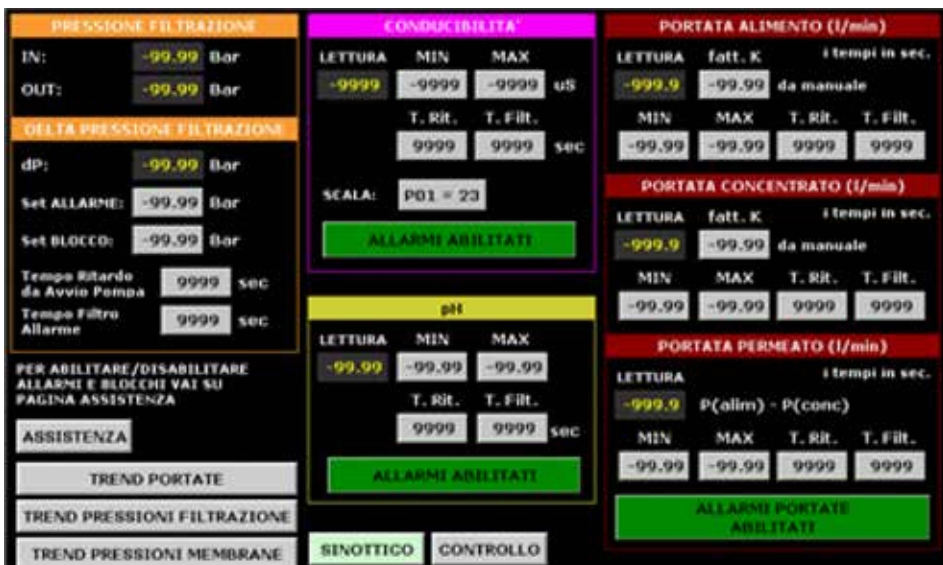 PRESSIONE FILTRAZIONE
IN: -99.99 Bar
OUT: -99.99 Bar
DELTA PRESSIONE FILTRAZIONE
dP: -99.99 Bar
Set ALLARME: -99.99 Bar
Set BLOCCO: -99.99 Bar
Tempo Ritardo
da Avvio Pompa 9999 sec
Tempo Filtro
Allarme 9999 sec
PER ABILITARE/DISABILITARE
ALLARMI E BLOCCHI VAI SU
PAGINA ASSISTENZA
ASSISTENZA
TREND PORTATE
TREND PRESSIONI FILTRAZIONE
TREND PRESSIONI MEMBRANE
CONDUCIBILITA'
LETTURA MIN MAX
-9999 -9999 -9999 uS
T. Rit. T. Filt.
9999 9999 sec
SCALA: P01 = 23
ALLARMI ABILITATI
pH
LETTURA MIN MAX
-99.99 -99.99 -99.99
T. Rit. T. Filt.
9999 9999 sec
ALLARMI ABILITATI
SINOTTICO CONTROLLO
PORTATA ALIMENTO (l/min)
LETTURA fatt. K i tempi in sec.
-999.9 -99.99 da manuale
MIN MAX T. Rit. T. Filt.
-99.99 -99.99 9999 9999
PORTATA CONCENTRATO (l/min)
LETTURA fatt. K i tempi in sec.
-999.9 -99.99 da manuale
MIN MAX T. Rit. T. Filt.
-99.99 -99.99 9999 9999
PORTATA PERMEATO (l/min)
LETTURA i tempi in sec.
-999.9 P(alim) - P(conc)
MIN MAX T. Rit. T. Filt.
-99.99 -99.99 9999 9999
ALLARMI PORTATE
ABILITATI